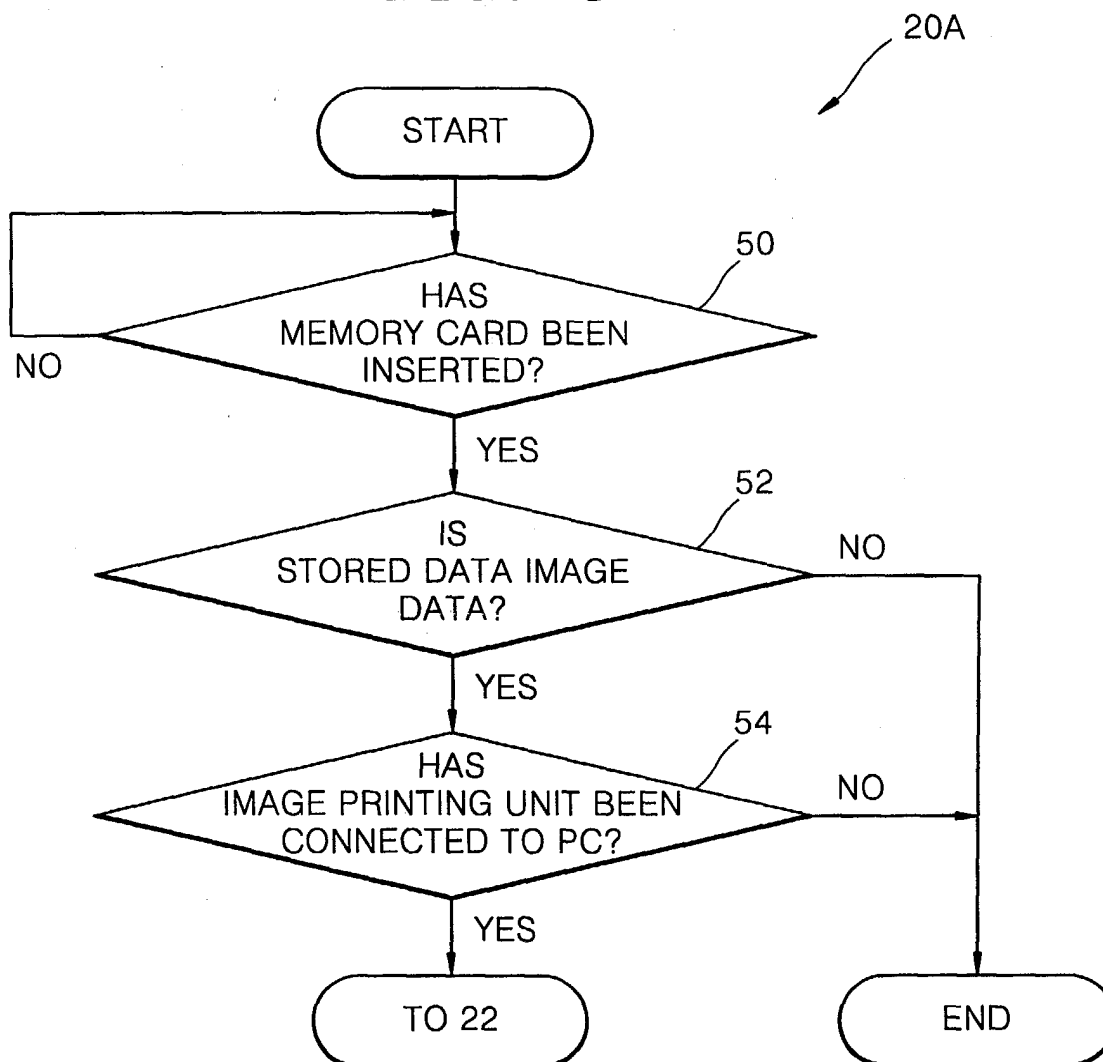 20A
START
50
HAS
MEMORY CARD BEEN
INSERTED?
NO
YES
52
IS
STORED DATA IMAGE
DATA?
NO
YES
54
HAS
IMAGE PRINTING UNIT BEEN
CONNECTED TO PC?
NO
YES
TO 22
END